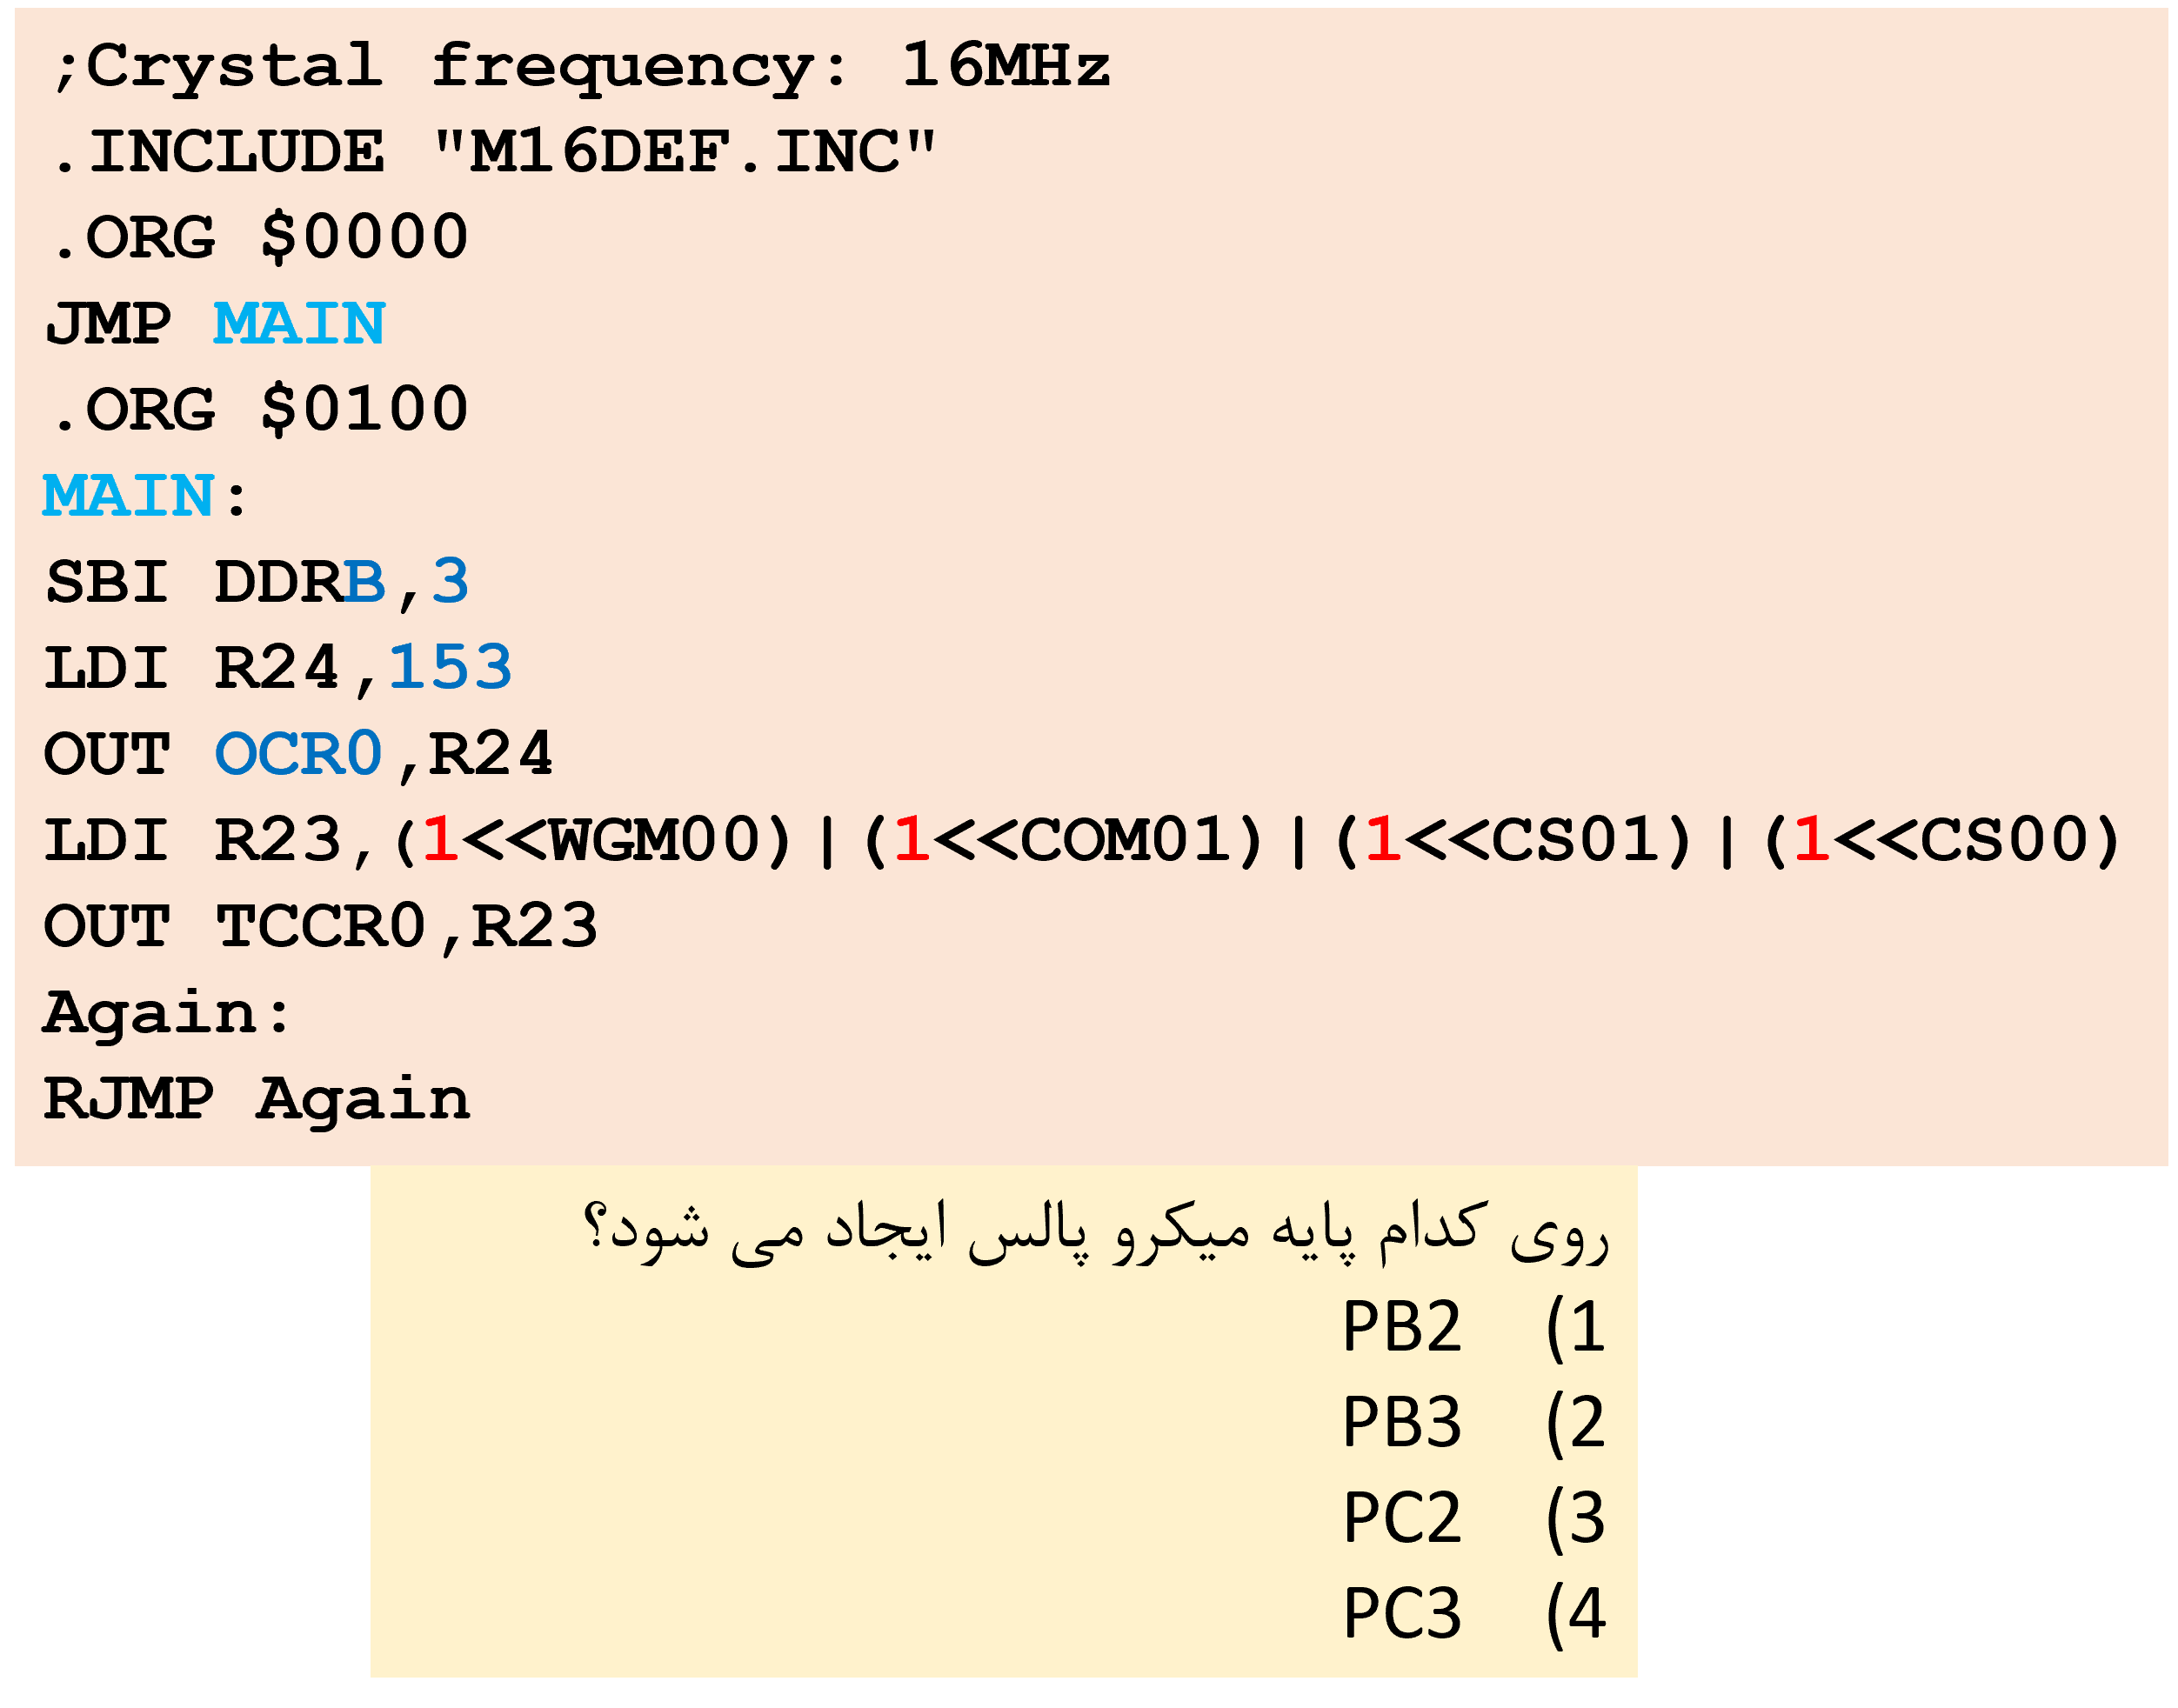 ;Crystal frequency: 16MHz
.INCLUDE "M16DEF.INC"
.ORG $0000
JMP MAIN
.ORG $0100
MAIN:
SBI DDRB,3
LDI R24,153
OUT OCR0,R24
LDI R23,(1<<WGM00)|(1<<COM01)|(1<<CS01)|(1<<CS00)
OUT TCCR0,R23
Again:
RJMP Again
روی کدام پایه میکرو پالس ایجاد می شود؟
1) PB2
2) PB3
3) PC2
4) PC3